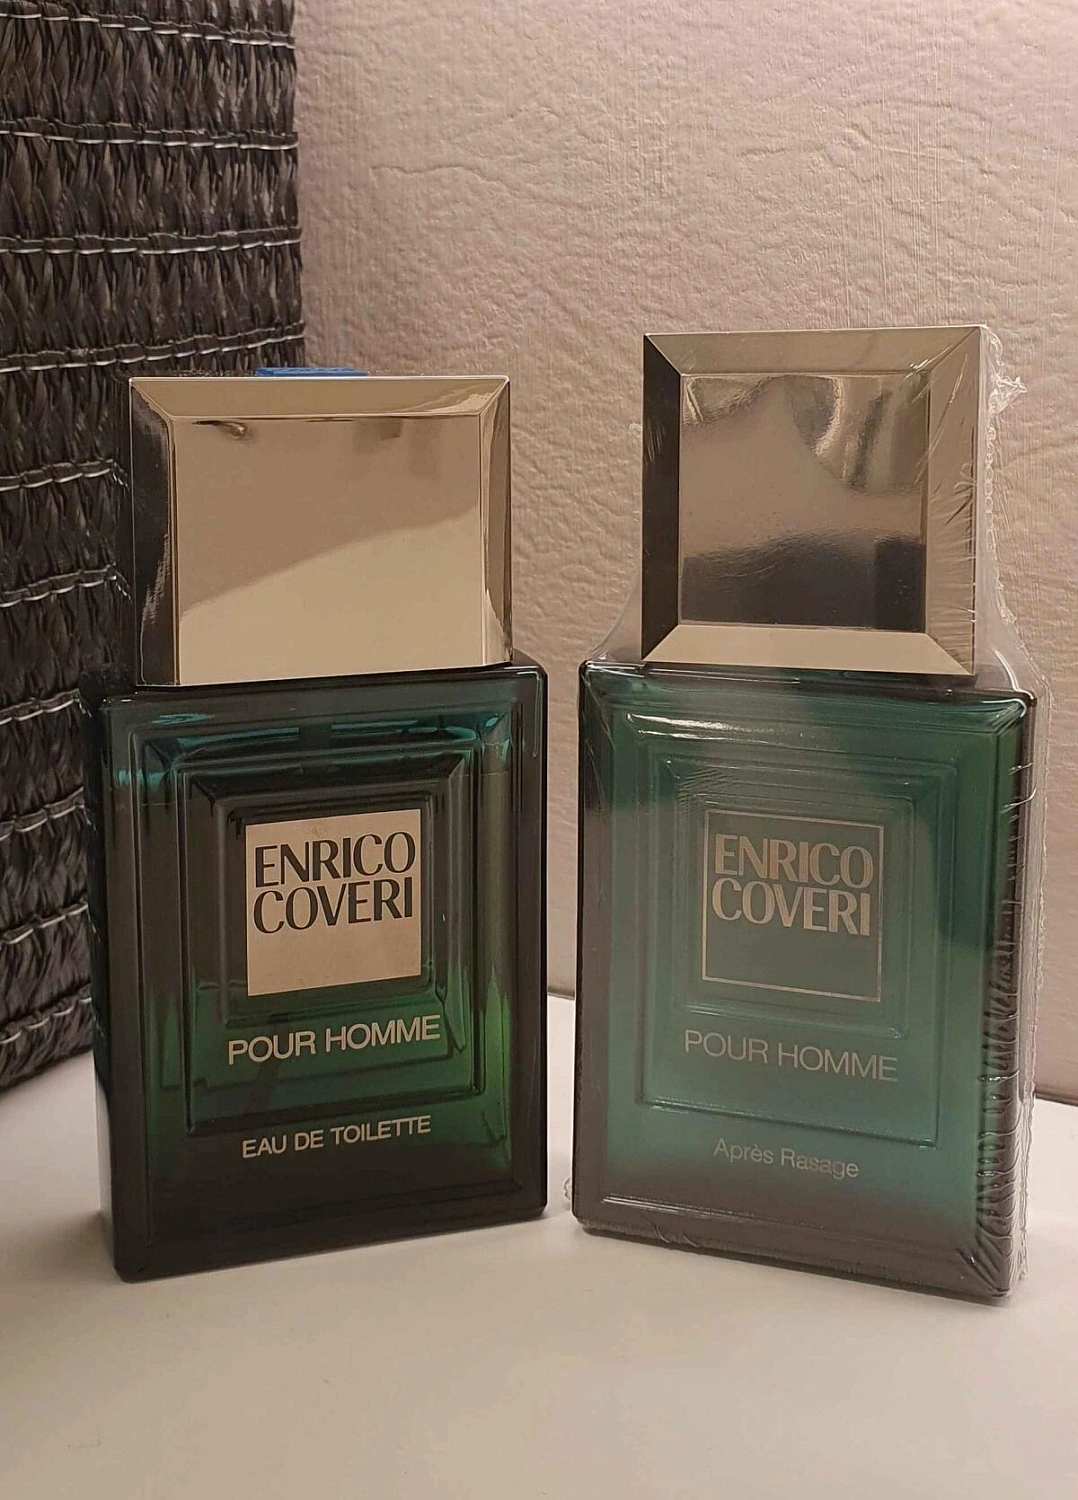 ENRICO
COVERI
POUR HOMME
EAU DE TOILETTE
ENRICO
COVERI
POUR HOMME
Après Rasage